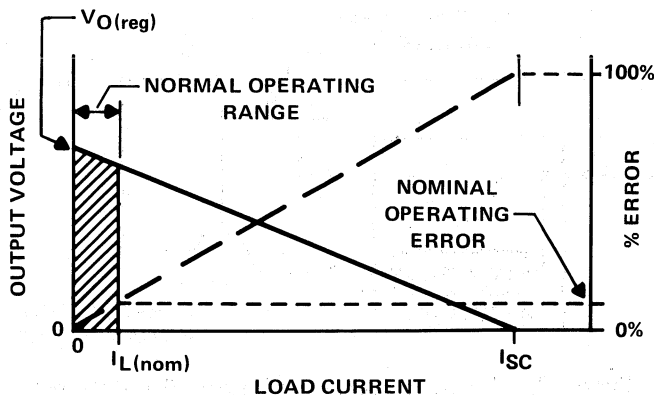 VO(reg)
NORMAL OPERATING
RANGE
100%
NOMINAL
OPERATING
ERROR
OUTPUT VOLTAGE
% ERROR
0
0%
0
IL(nom)
ISC
LOAD CURRENT